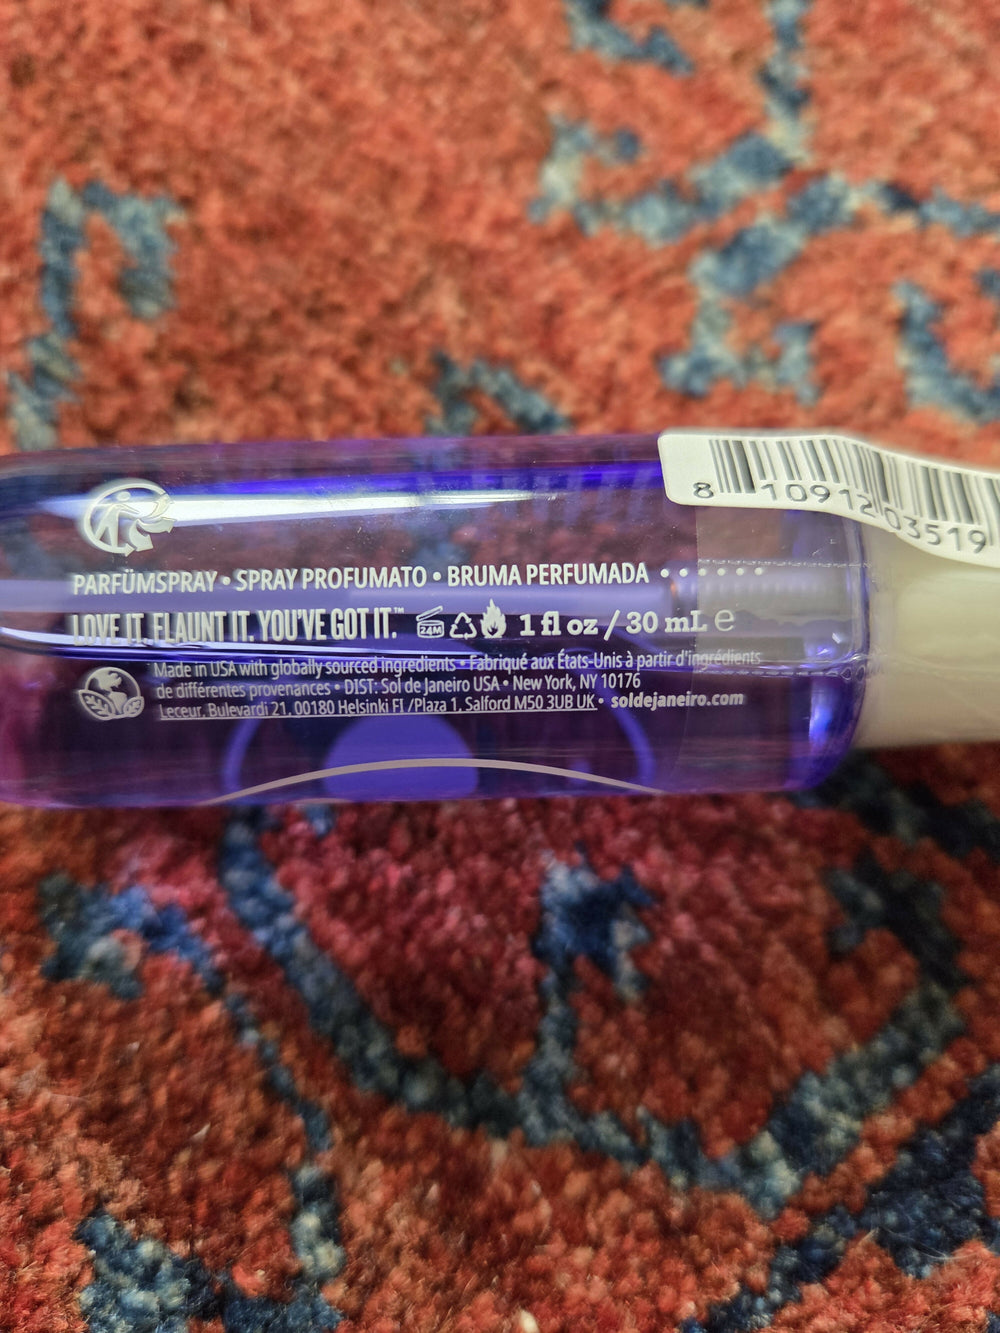 8 10912 03519
PARFÜMSPRAY • SPRAY PROFUMATO • BRUMA PERFUMADA • • • • • •
LOVE IT. FLAUNT IT. YOU'VE GOT IT.™ 24M 1 fl oz / 30 mL e
Made in USA with globally sourced ingredients • Fabriqué aux États-Unis à partir d'ingrédients
de différentes provenances • DIST: Sol de Janeiro USA • New York, NY 10176
Leceur, Bulevardi 21, 00180 Helsinki FI /Plaza 1, Salford M50 3UB UK • soldejaneiro.com